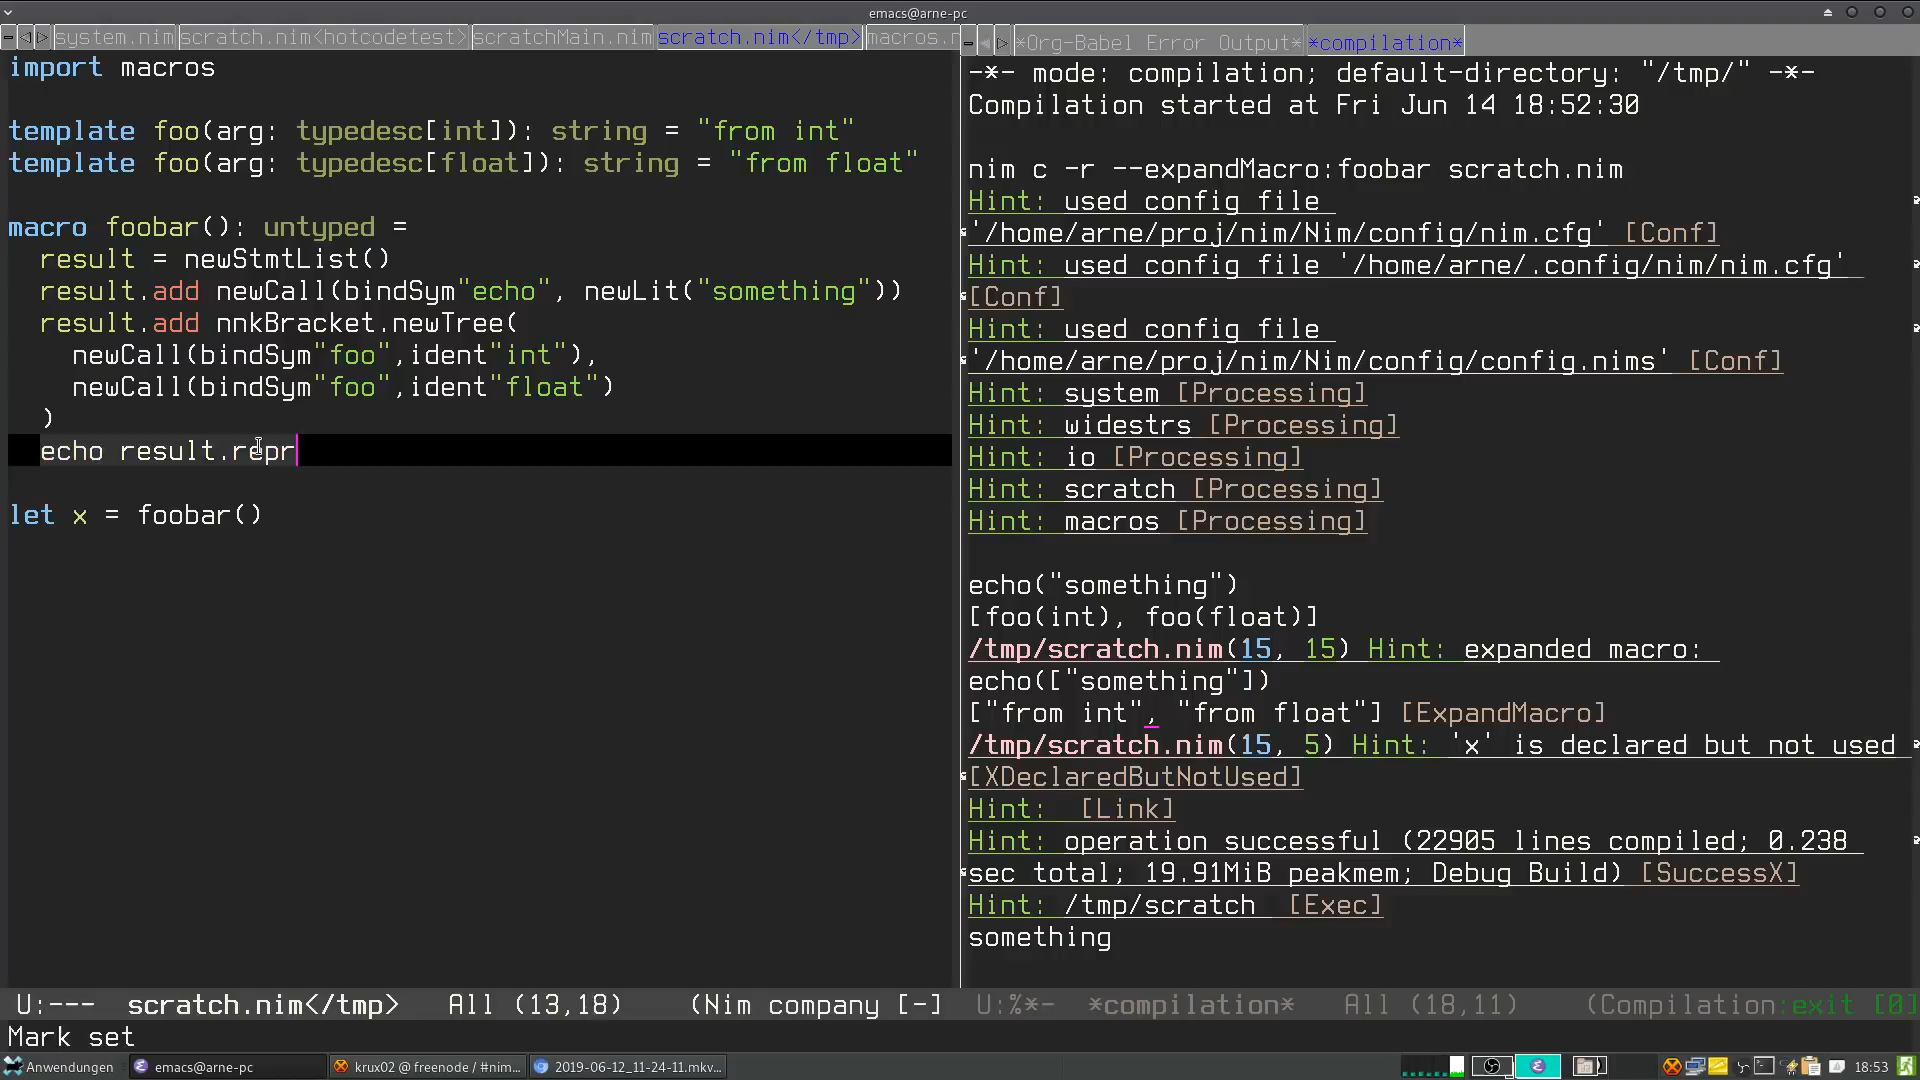 emacs@arne-pc
system.nim scratch.nim<hotcodetest> scratchMain.nim scratch.nim</tmp> macros.n
*Org-Babel Error Output* *compilation*
import macros
template foo(arg: typedesc[int]): string = "from int"
template foo(arg: typedesc[float]): string = "from float"
macro foobar(): untyped =
result = newStmtList()
result.add newCall(bindSym"echo", newLit("something"))
result.add nnkBracket.newTree(
newCall(bindSym"foo",ident"int"),
newCall(bindSym"foo",ident"float")
)
echo result.repr
let x = foobar()
U:--- scratch.nim</tmp> All (13,18) (Nim company [-]
-*- mode: compilation; default-directory: "/tmp/" -*-
Compilation started at Fri Jun 14 18:52:30
nim c -r --expandMacro:foobar scratch.nim
Hint: used config file
'/home/arne/proj/nim/Nim/config/nim.cfg' [Conf]
Hint: used config file '/home/arne/.config/nim/nim.cfg'
[Conf]
Hint: used config file
'/home/arne/proj/nim/Nim/config/config.nims' [Conf]
Hint: system [Processing]
Hint: widestrs [Processing]
Hint: io [Processing]
Hint: scratch [Processing]
Hint: macros [Processing]
echo("something")
[foo(int), foo(float)]
/tmp/scratch.nim(15, 15) Hint: expanded macro:
echo(["something"])
["from int", "from float"] [ExpandMacro]
/tmp/scratch.nim(15, 5) Hint: 'x' is declared but not used
[XDeclaredButNotUsed]
Hint: [Link]
Hint: operation successful (22905 lines compiled; 0.238
sec total; 19.91MiB peakmem; Debug Build) [SuccessX]
Hint: /tmp/scratch [Exec]
something
U:%*- *compilation* All (18,11) (Compilation:exit [0]
Mark set
Anwendungen emacs@arne-pc krux02 @ freenode / #nim... 2019-06-12_11-24-11.mkv... 18:53